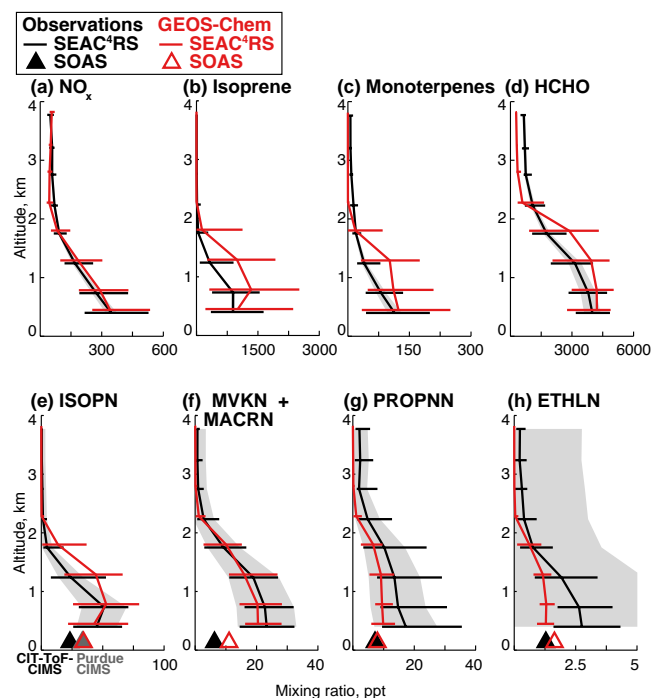 Observations GEOS-Chem
SEAC⁴RS SEAC⁴RS
SOAS SOAS
(a) NOₓ (b) Isoprene (c) Monoterpenes (d) HCHO
4
3
2
1
0
Altitude, km
300 600
0 1500 3000
0 100 200
0 3000 6000
(e) ISOPN (f) MVKN + MACRN (g) PROPNN (h) ETHLN
4
3
2
1
0
Altitude, km
CIT-ToF-CIMS Purdue CIMS
100
0 20 40
0 20 40
2.5 5
Mixing ratio, ppt